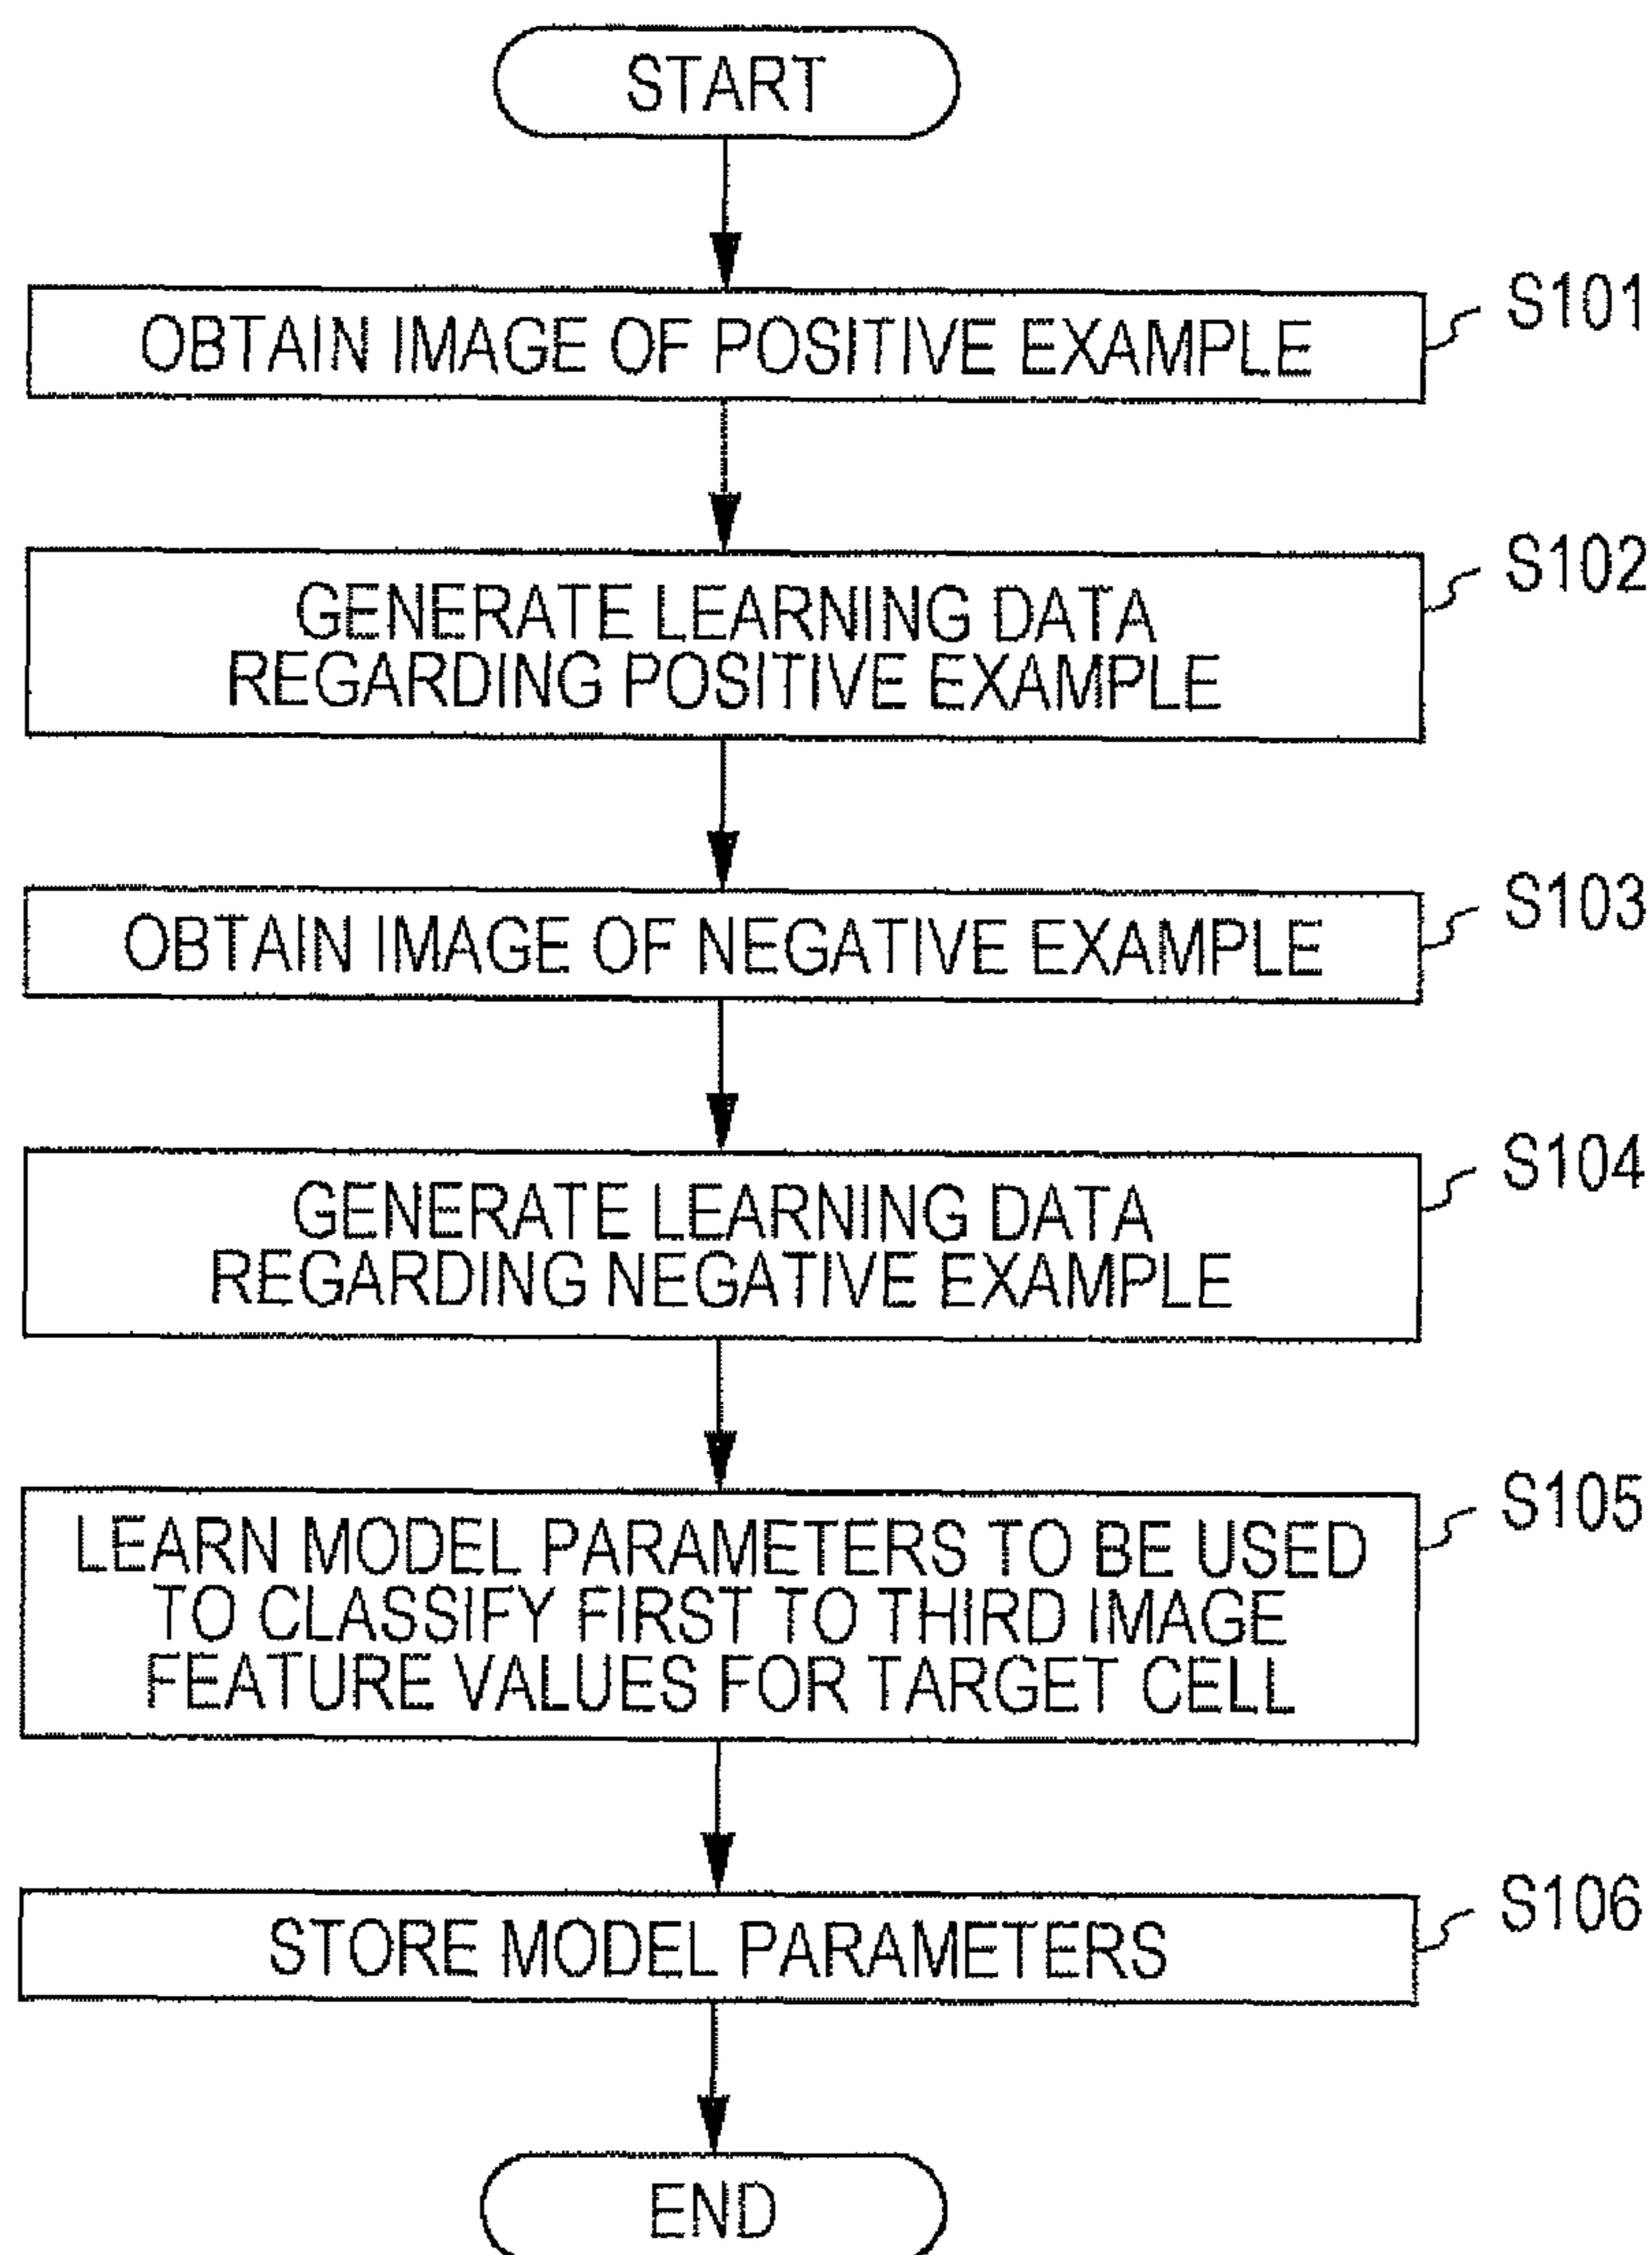 START
OBTAIN IMAGE OF POSITIVE EXAMPLE
S101
GENERATE LEARNING DATA
REGARDING POSITIVE EXAMPLE
S102
OBTAIN IMAGE OF NEGATIVE EXAMPLE
S103
GENERATE LEARNING DATA
REGARDING NEGATIVE EXAMPLE
S104
LEARN MODEL PARAMETERS TO BE USED
TO CLASSIFY FIRST TO THIRD IMAGE
FEATURE VALUES FOR TARGET CELL
S105
STORE MODEL PARAMETERS
S106
END